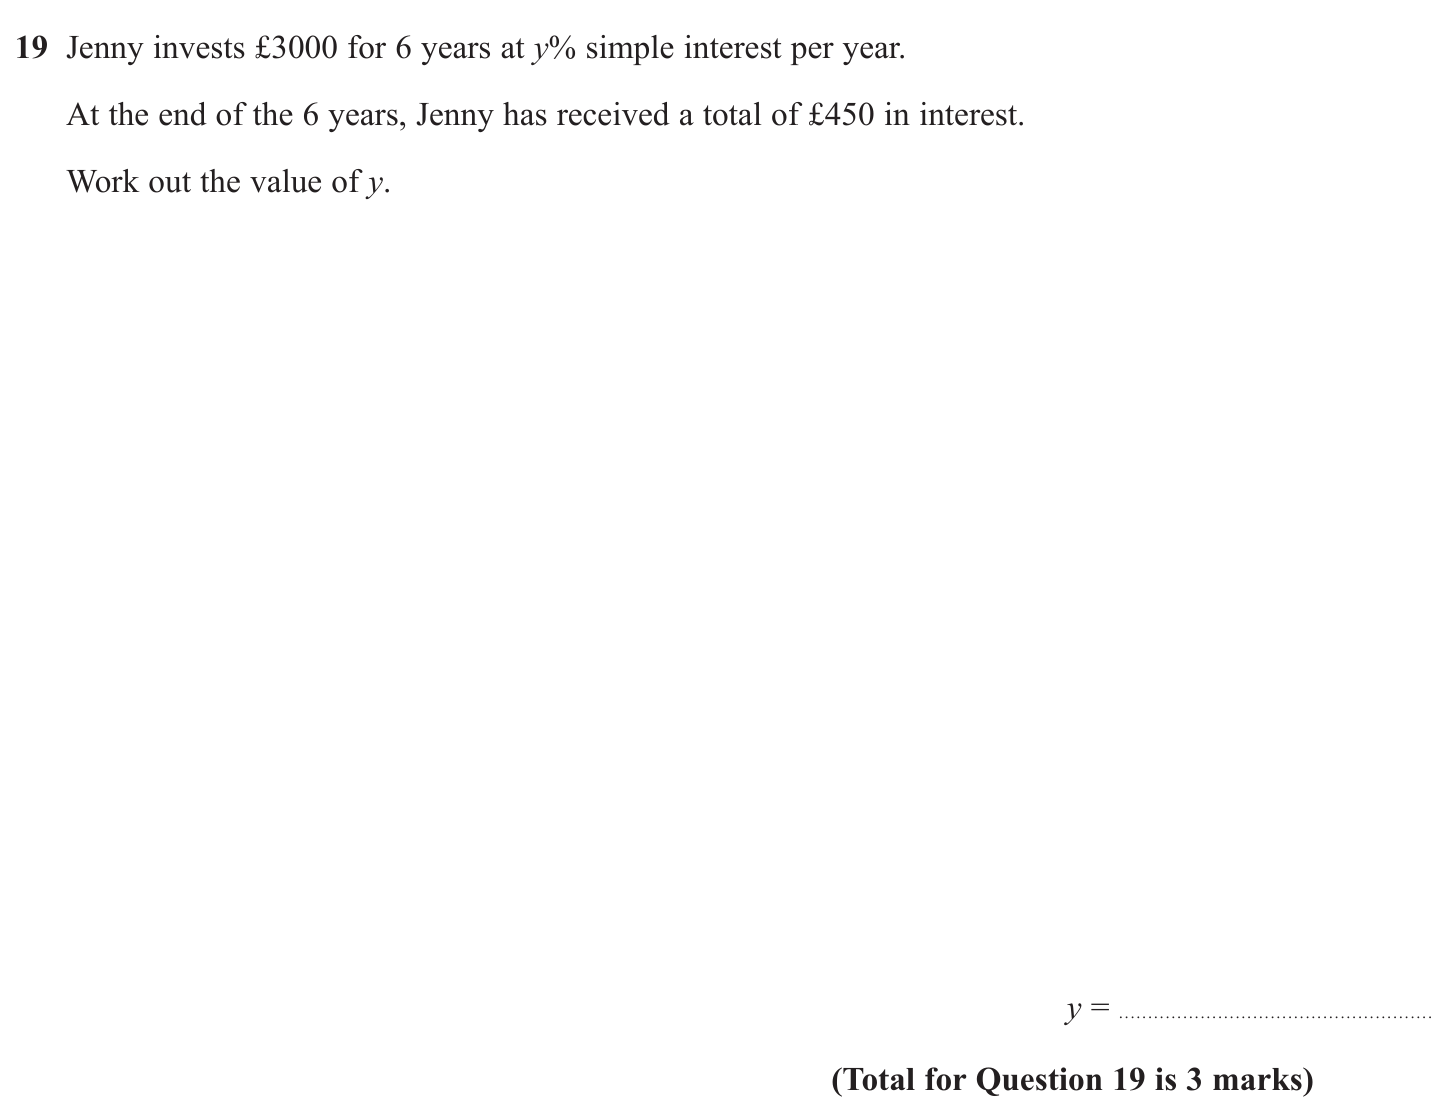 19 Jenny invests £3000 for 6 years at y% simple interest per year.
At the end of the 6 years, Jenny has received a total of £450 in interest.
Work out the value of y.
y = ......................................................
(Total for Question 19 is 3 marks)